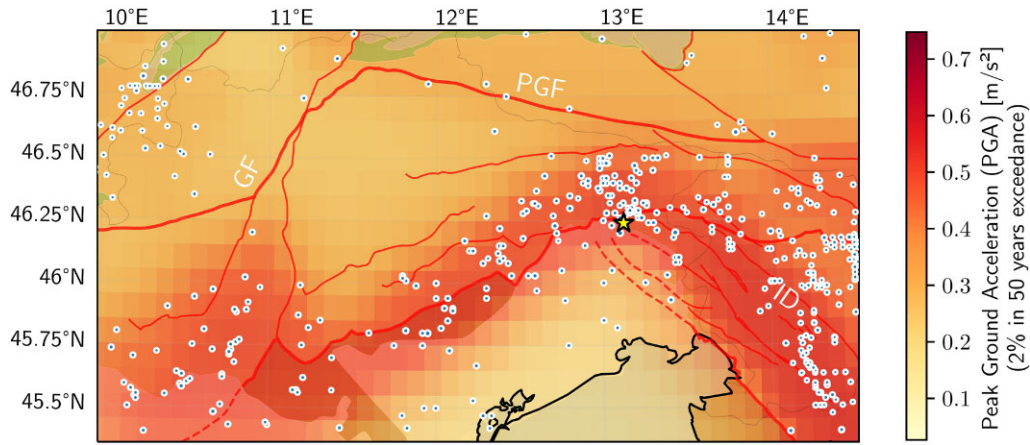 10°E 11°E 12°E 13°E 14°E
46.75°N
46.5°N
46.25°N
46°N
45.75°N
45.5°N
PGF
GF
ID
0.7
0.6
0.5
0.4
0.3
0.2
0.1
Peak Ground Acceleration (PGA) [m/s²]
(2% in 50 years exceedance)